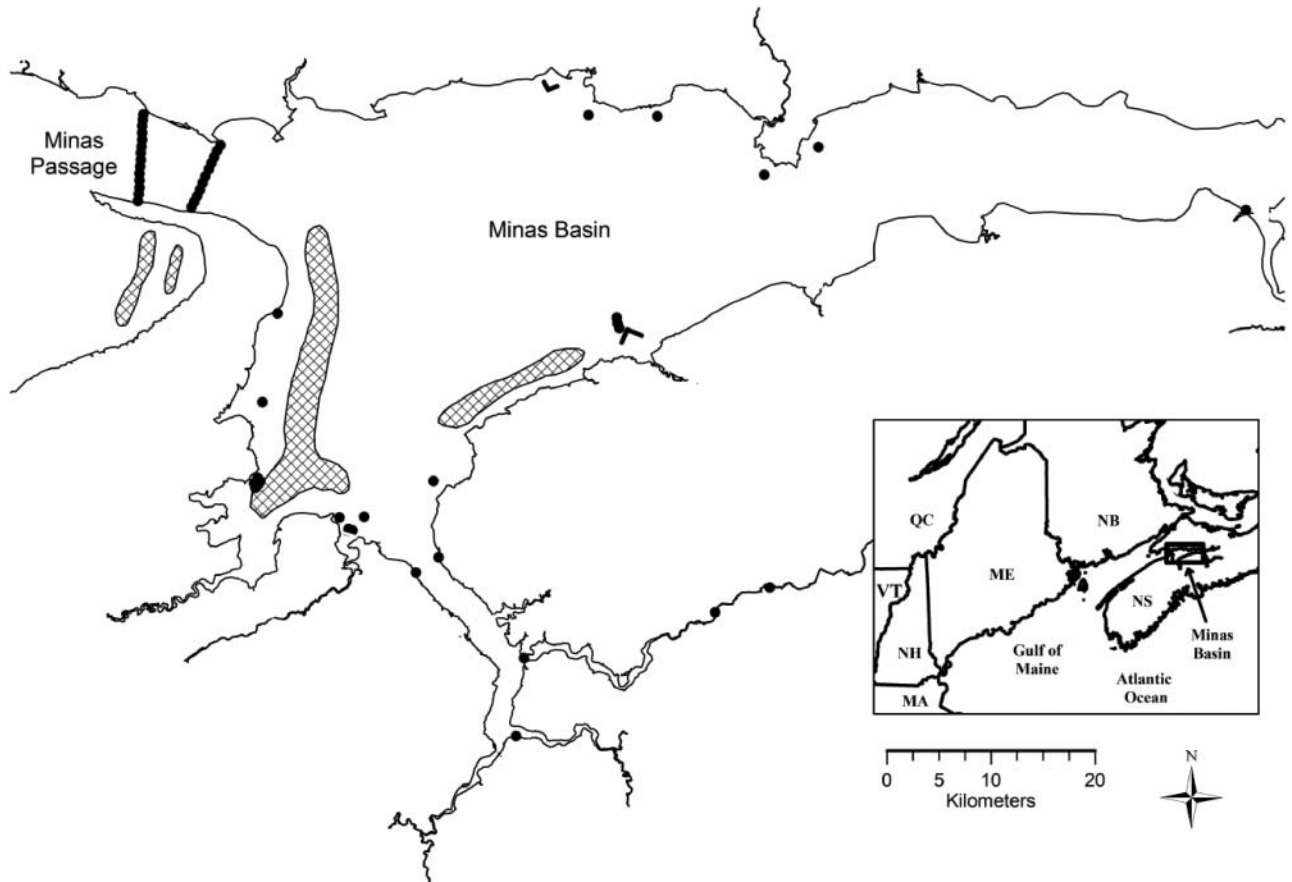 Minas
Passage
Minas Basin
QC
NB
ME
VT
NS
NH
Minas
Basin
Gulf of
Maine
Atlantic
Ocean
MA
N
0 5 10 20
Kilometers